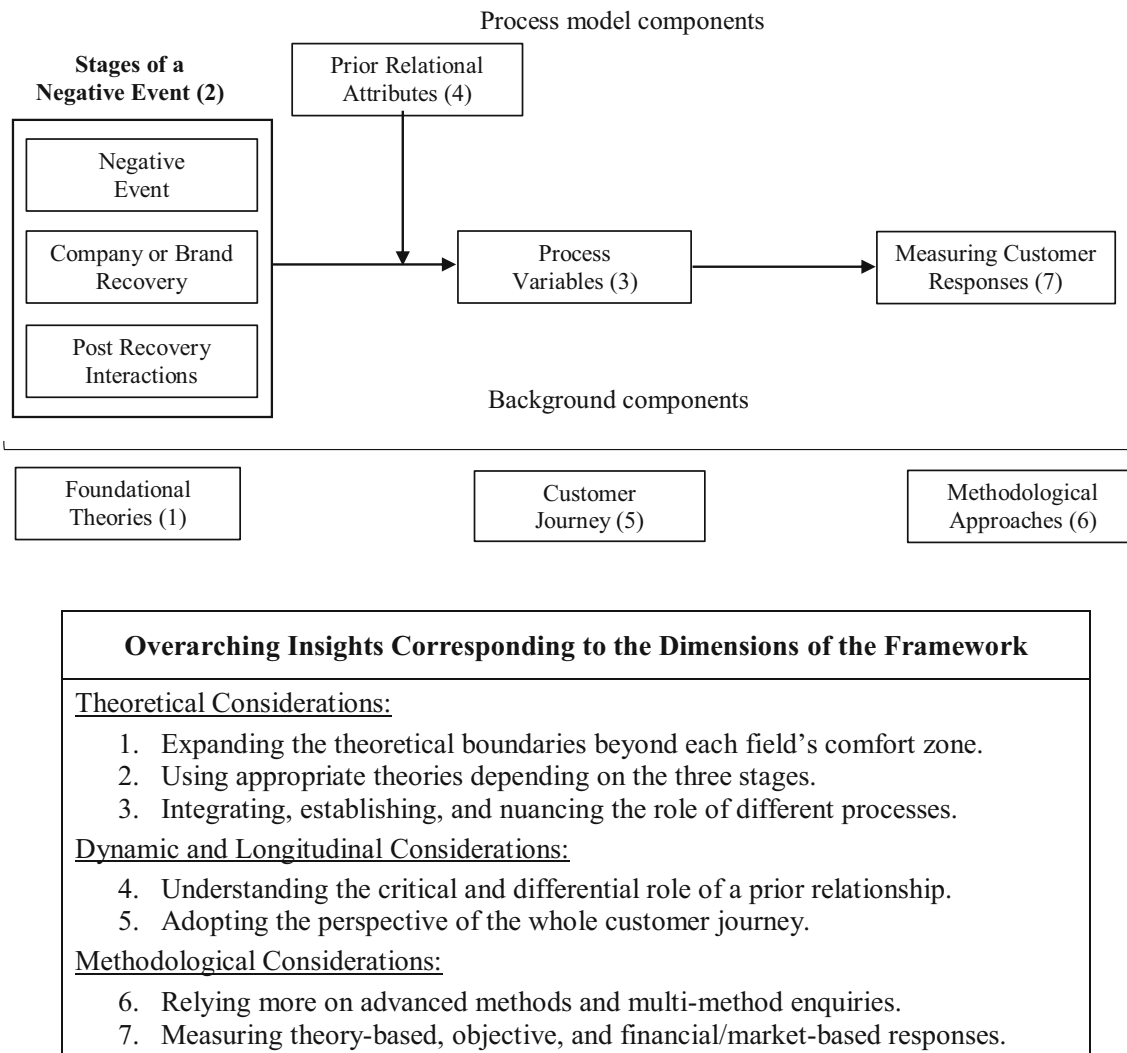 Process model components
Stages of a
Negative Event (2)
Prior Relational
Attributes (4)
Negative
Event
Company or Brand
Recovery
Post Recovery
Interactions
Process
Variables (3)
Measuring Customer
Responses (7)
Background components
Foundational
Theories (1)
Customer
Journey (5)
Methodological
Approaches (6)
Overarching Insights Corresponding to the Dimensions of the Framework
Theoretical Considerations:
1. Expanding the theoretical boundaries beyond each field's comfort zone.
2. Using appropriate theories depending on the three stages.
3. Integrating, establishing, and nuancing the role of different processes.
Dynamic and Longitudinal Considerations:
4. Understanding the critical and differential role of a prior relationship.
5. Adopting the perspective of the whole customer journey.
Methodological Considerations:
6. Relying more on advanced methods and multi-method enquiries.
7. Measuring theory-based, objective, and financial/market-based responses.